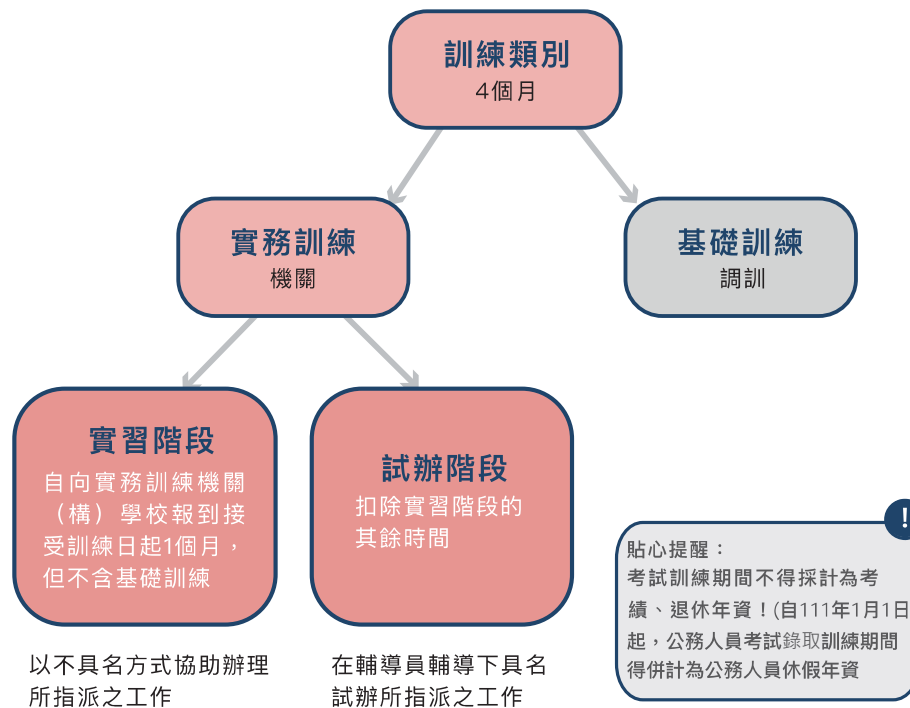 訓練類別
4個月
實務訓練
機關
基礎訓練
調訓
實習階段
自向實務訓練機關
（構）學校報到接
受訓練日起1個月，
但不含基礎訓練
試辦階段
扣除實習階段的
其餘時間
以不具名方式協助辦理
所指派之工作
在輔導員輔導下具名
試辦所指派之工作
!
貼心提醒：
考試訓練期間不得採計為考
績、退休年資！(自111年1月1日
起，公務人員考試錄取訓練期間
得併計為公務人員休假年資